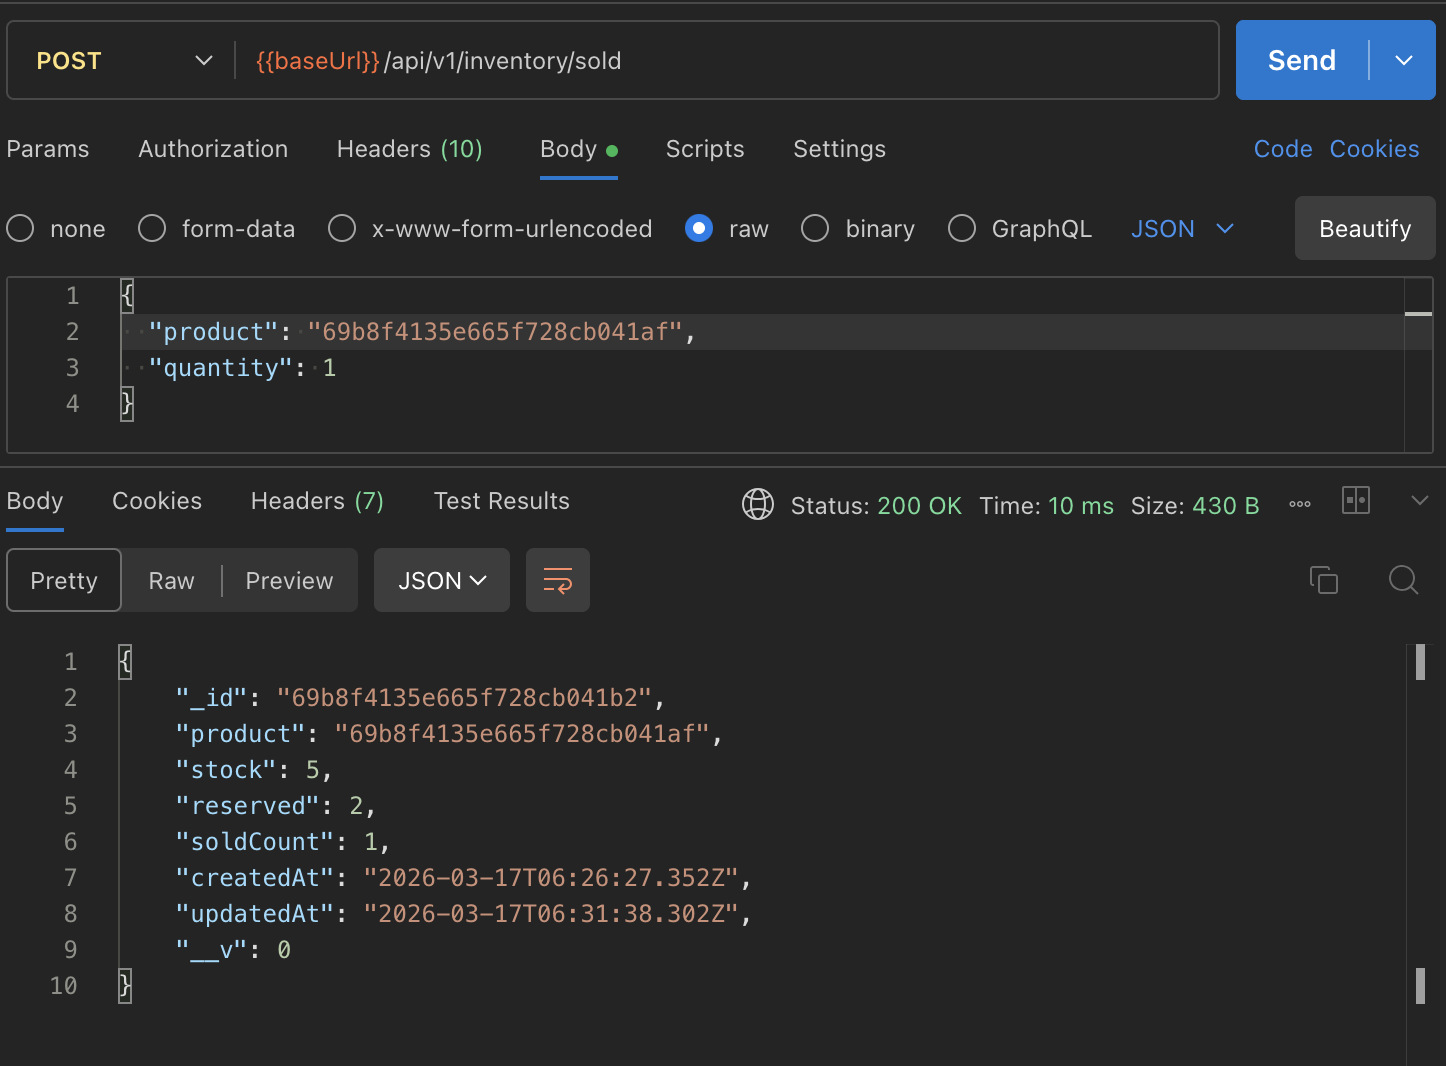 POST {{baseUrl}}/api/v1/inventory/sold Send
Params Authorization Headers (10) Body Scripts Settings Code Cookies
none form-data x-www-form-urlencoded raw binary GraphQL JSON Beautify
1 {
2 "product": "69b8f4135e665f728cb041af",
3 "quantity": 1
4 }
Body Cookies Headers (7) Test Results Status: 200 OK Time: 10 ms Size: 430 B
Pretty Raw Preview JSON
1 {
2 "_id": "69b8f4135e665f728cb041b2",
3 "product": "69b8f4135e665f728cb041af",
4 "stock": 5,
5 "reserved": 2,
6 "soldCount": 1,
7 "createdAt": "2026-03-17T06:26:27.352Z",
8 "updatedAt": "2026-03-17T06:31:38.302Z",
9 "__v": 0
10 }